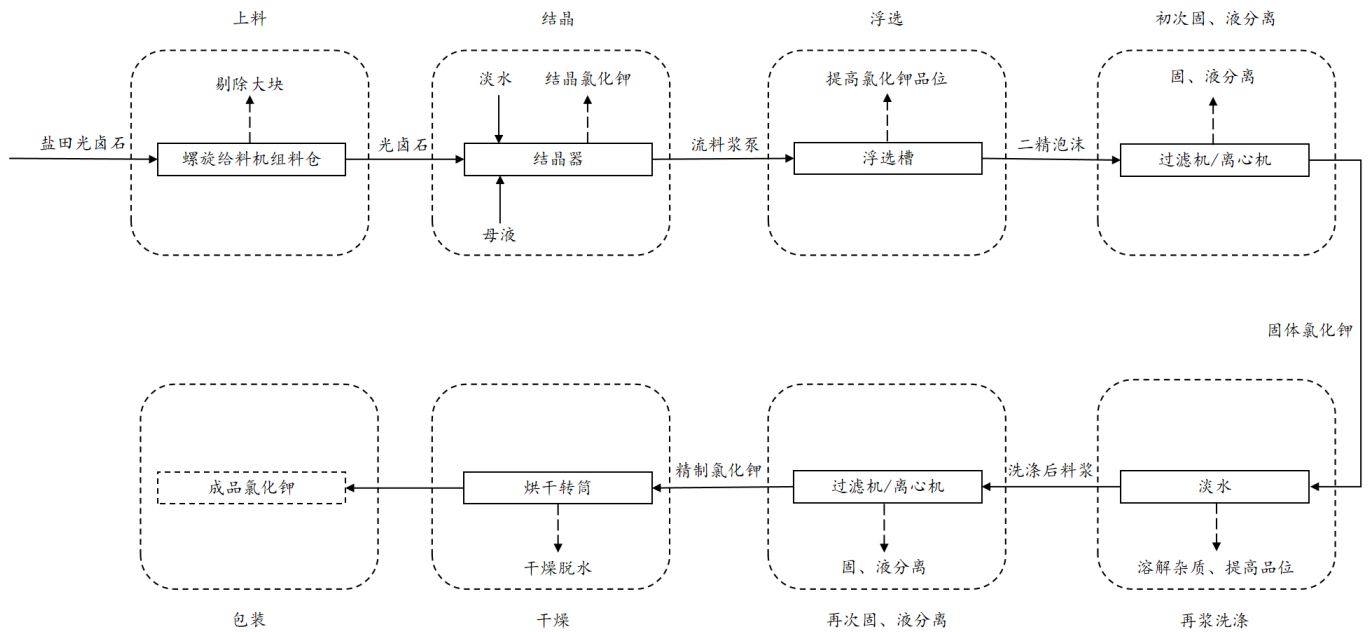 上料
结晶
浮选
初次固、液分离
剔除大块
淡水
结晶氯化钾
提高氯化钾品位
固、液分离
盐田光卤石
螺旋给料机组料仓
光卤石
结晶器
流料浆泵
浮选槽
二精泡沫
过滤机/离心机
母液
固体氯化钾
成品氯化钾
烘干转筒
精制氯化钾
过滤机/离心机
洗涤后料浆
淡水
干燥脱水
固、液分离
溶解杂质、提高品位
包装
干燥
再次固、液分离
再浆洗涤